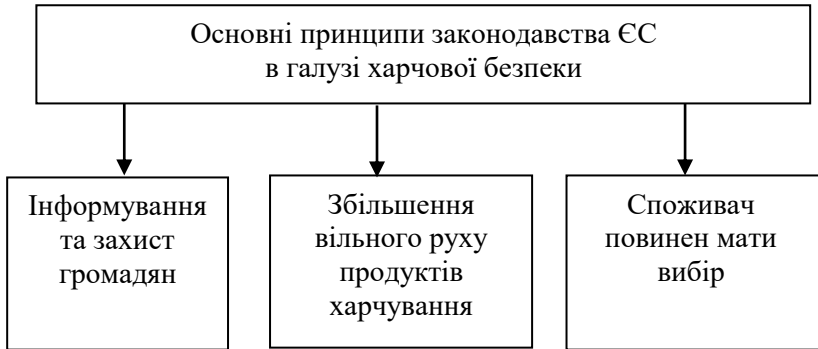 Основні принципи законодавства ЄС
в галузі харчової безпеки
Інформування
та захист
громадян
Збільшення
вільного руху
продуктів
харчування
Споживач
повинен мати
вибір